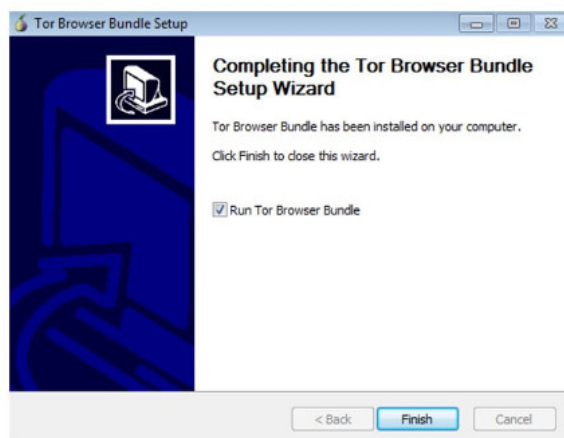 Tor Browser Bundle Setup
Completing the Tor Browser Bundle
Setup Wizard
Tor Browser Bundle has been installed on your computer.
Click Finish to close this wizard.
Run Tor Browser Bundle
< Back
Finish
Cancel